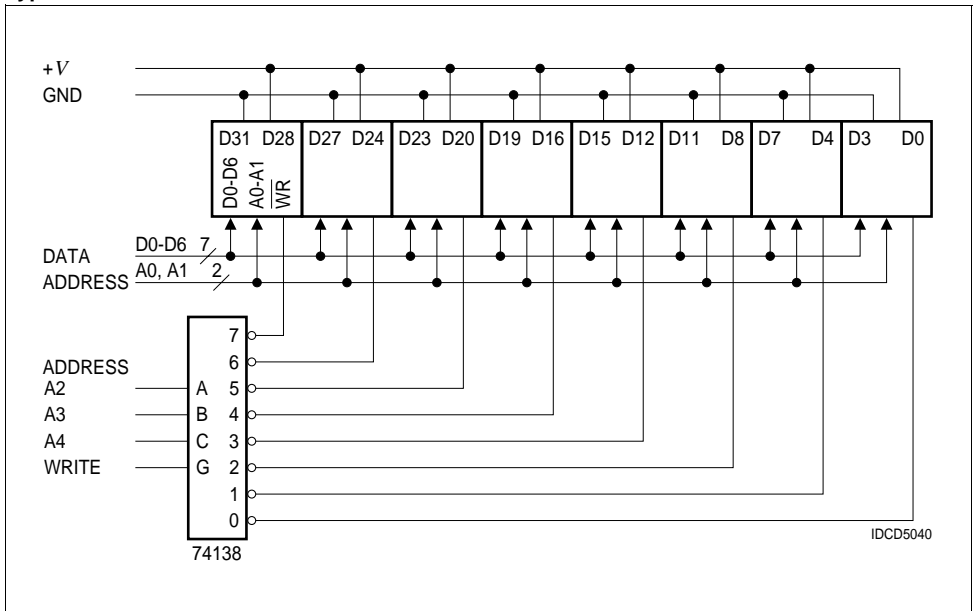 +V
GND
D31 D28 D27 D24 D23 D20 D19 D16 D15 D12 D11 D8 D7 D4 D3 D0
D0-D6
A0-A1
WR
DATA D0-D6 7
ADDRESS A0, A1 2
7
ADDRESS 6
A2 A 5
A3 B 4
A4 C 3
WRITE G 2
1
0
IDCD5040
74138